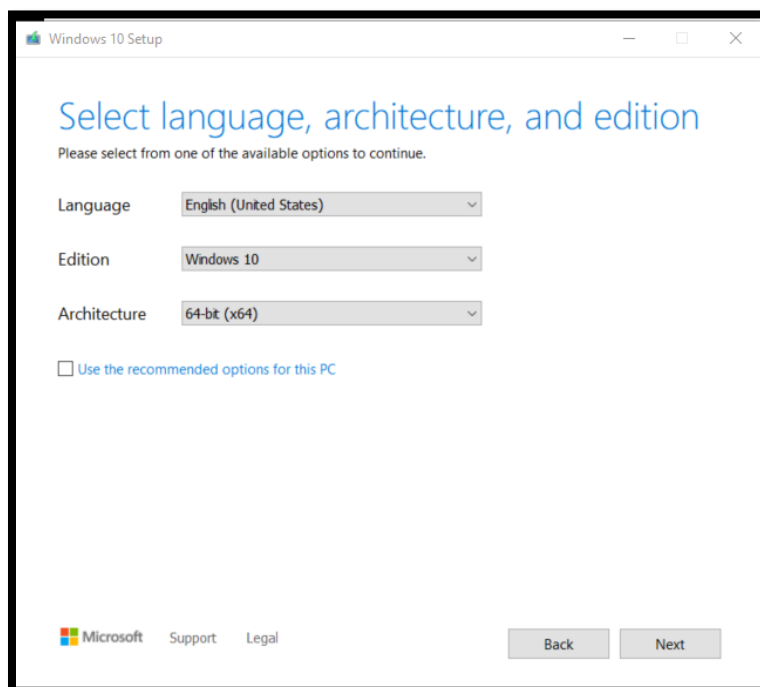 Windows 10 Setup
Select language, architecture, and edition
Please select from one of the available options to continue.
Language English (United States)
Edition Windows 10
Architecture 64-bit (x64)
Use the recommended options for this PC
Microsoft Support Legal Back Next